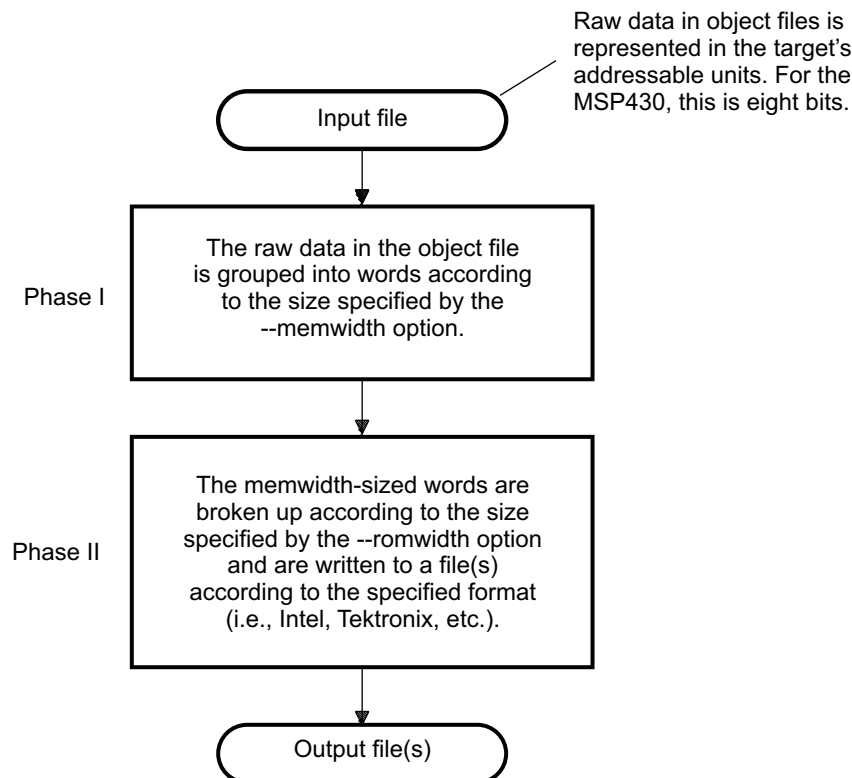 Raw data in object files is
represented in the target's
addressable units. For the
MSP430, this is eight bits.
Input file
Phase I
The raw data in the object file
is grouped into words according
to the size specified by the
--memwidth option.
Phase II
The memwidth-sized words are
broken up according to the size
specified by the --romwidth option
and are written to a file(s)
according to the specified format
(i.e., Intel, Tektronix, etc.).
Output file(s)